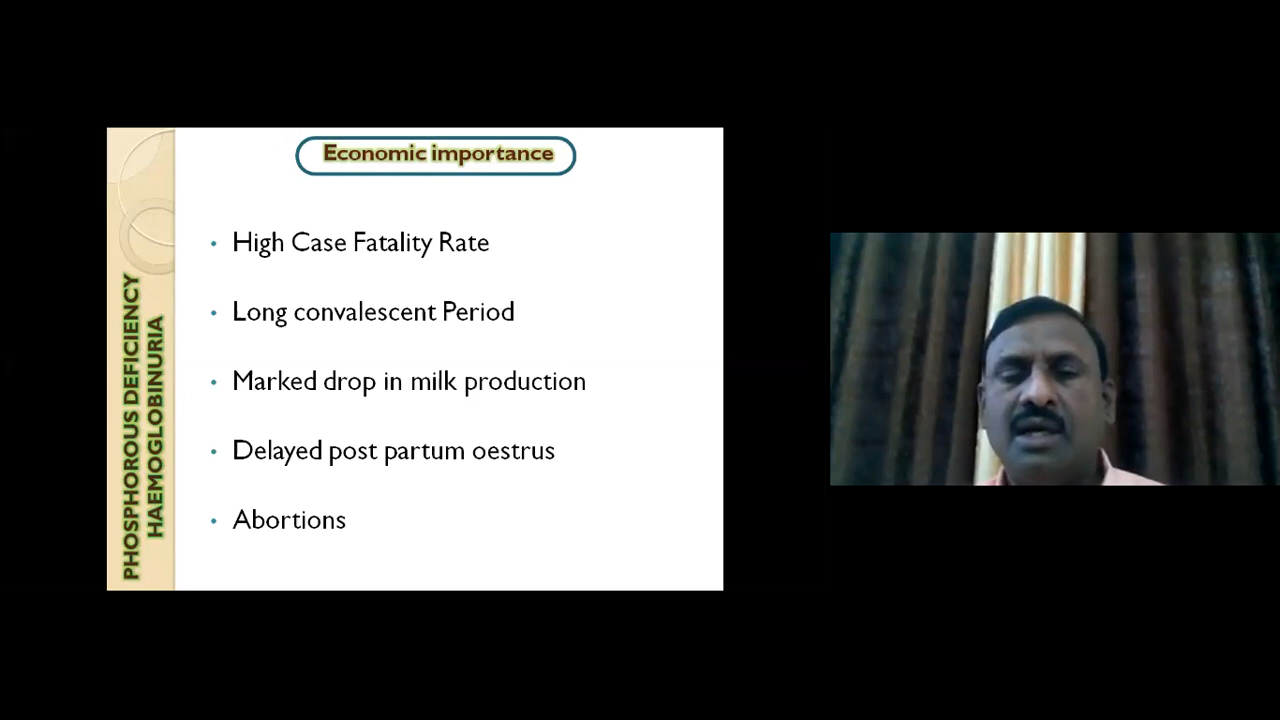 Economic importance
High Case Fatality Rate
Long convalescent Period
Marked drop in milk production
Delayed post partum oestrus
Abortions
PHOSPHOROUS DEFICIENCY
HAEMOGLOBINURIA